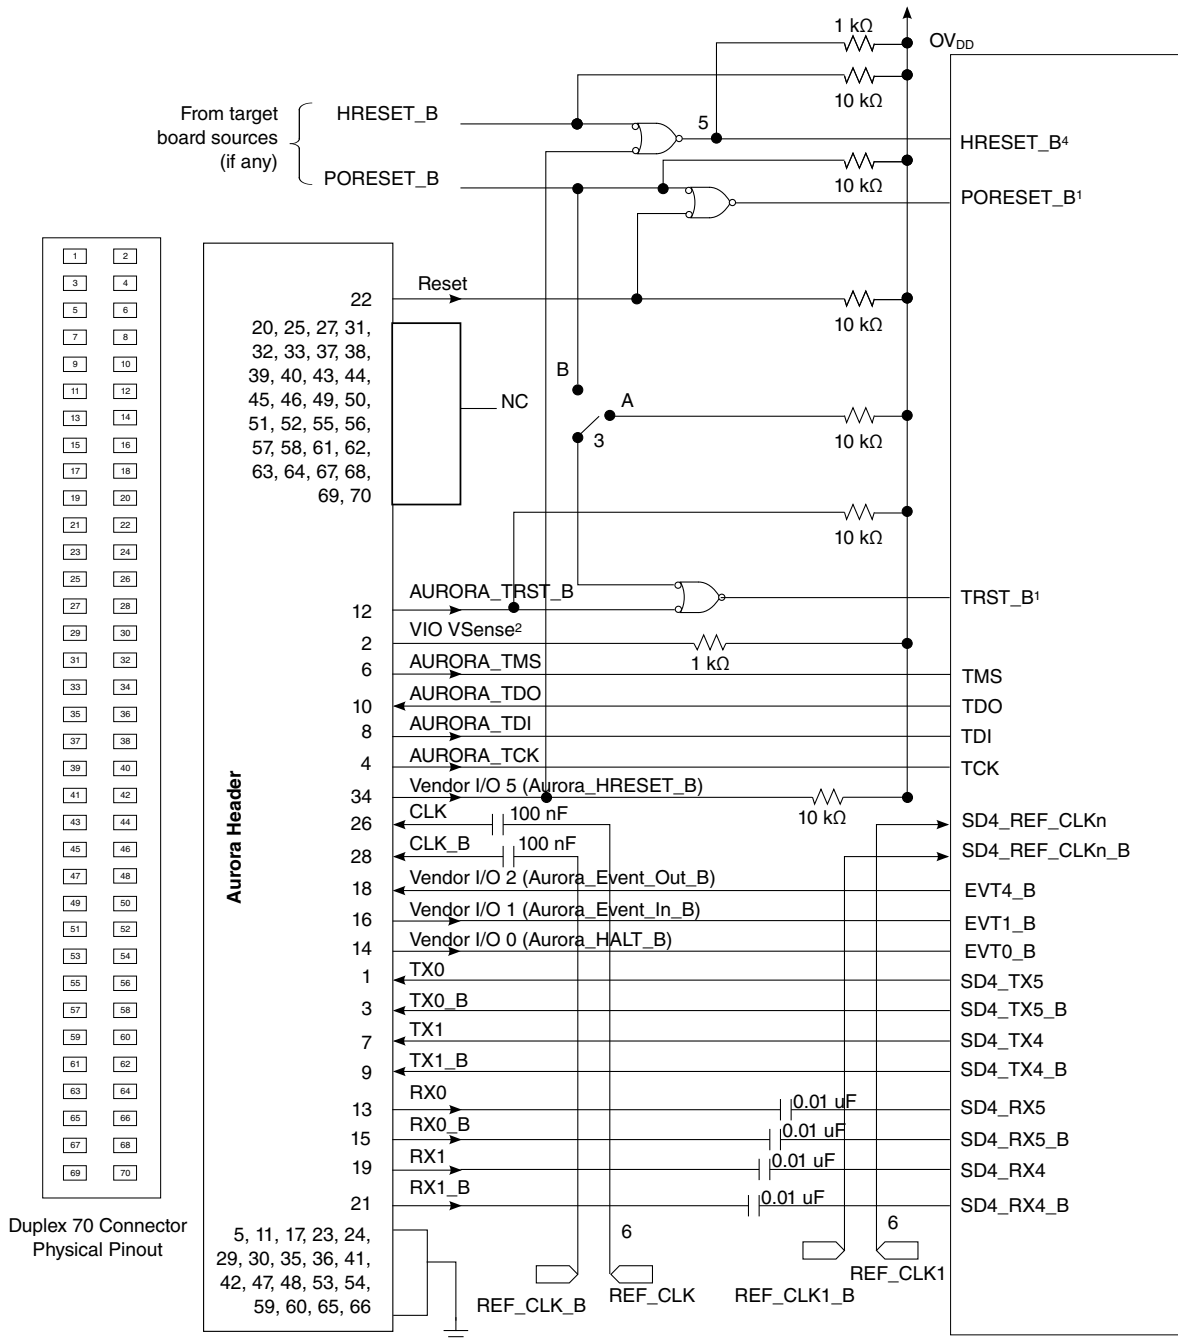 1 kΩ
OVDD
10 kΩ
From target
board sources
(if any)
HRESET_B
5
HRESET_B4
PORESET_B
10 kΩ
PORESET_B1
22
Reset
10 kΩ
20, 25, 27, 31,
32, 33, 37, 38,
39, 40, 43, 44,
45, 46, 49, 50,
51, 52, 55, 56,
57, 58, 61, 62,
63, 64, 67, 68,
69, 70
NC
B
A
3
10 kΩ
10 kΩ
12
AURORA_TRST_B
TRST_B1
2
VIO VSense2
1 kΩ
6
AURORA_TMS
TMS
10
AURORA_TDO
TDO
8
AURORA_TDI
TDI
4
AURORA_TCK
TCK
34
Vendor I/O 5 (Aurora_HRESET_B)
10 kΩ
26
CLK
100 nF
SD4_REF_CLKn
28
CLK_B
100 nF
SD4_REF_CLKn_B
18
Vendor I/O 2 (Aurora_Event_Out_B)
EVT4_B
16
Vendor I/O 1 (Aurora_Event_In_B)
EVT1_B
14
Vendor I/O 0 (Aurora_HALT_B)
EVT0_B
1
TX0
SD4_TX5
3
TX0_B
SD4_TX5_B
7
TX1
SD4_TX4
9
TX1_B
SD4_TX4_B
13
RX0
0.01 uF
SD4_RX5
15
RX0_B
0.01 uF
SD4_RX5_B
19
RX1
0.01 uF
SD4_RX4
21
RX1_B
0.01 uF
SD4_RX4_B
5, 11, 17, 23, 24,
29, 30, 35, 36, 41,
42, 47, 48, 53, 54,
59, 60, 65, 66
6
REF_CLK_B
REF_CLK
REF_CLK1_B
6
REF_CLK1
Aurora Header
1 2
3 4
5 6
7 8
9 10
11 12
13 14
15 16
17 18
19 20
21 22
23 24
25 26
27 28
29 30
31 32
33 34
35 36
37 38
39 40
41 42
43 44
45 46
47 48
49 50
51 52
53 54
55 56
57 58
59 60
61 62
63 64
65 66
67 68
69 70
Duplex 70 Connector
Physical Pinout